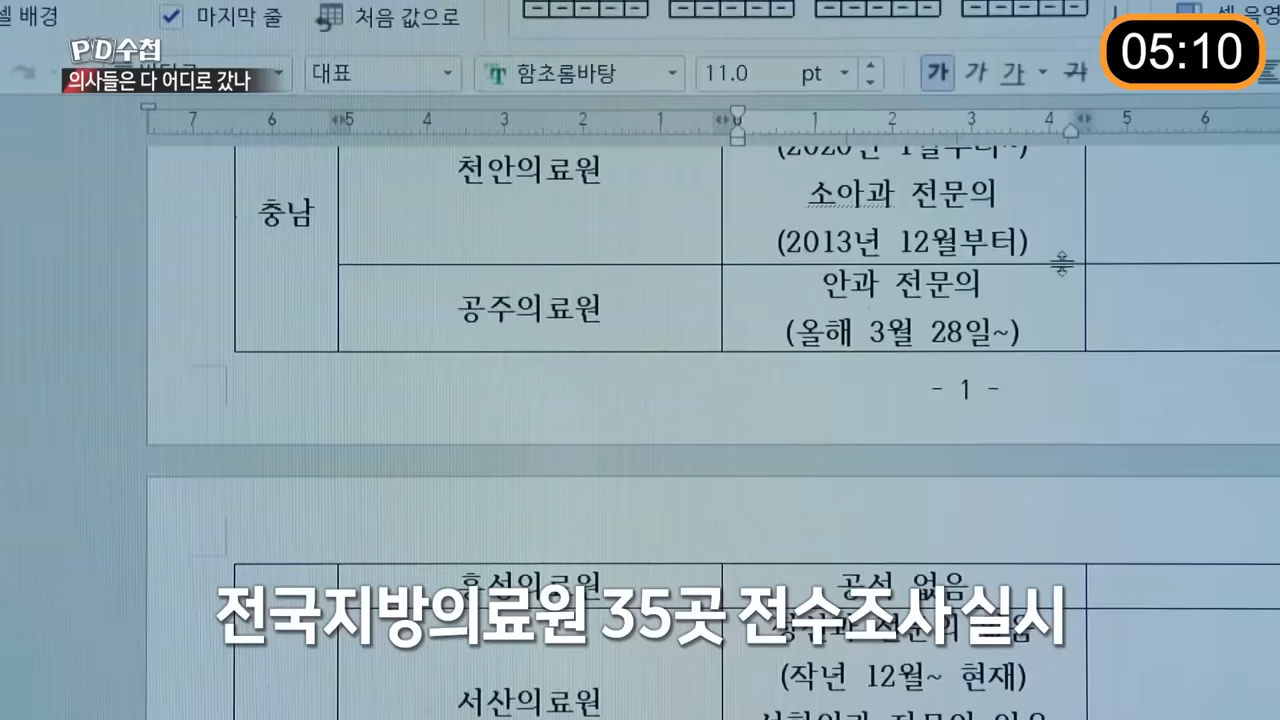 셀 배경
마지막 줄
처음 값으로
PD수첩
의사들은 다 어디로 갔나
05:10
대표
함초롬바탕
11.0 pt
가 가 가 가
7 6 5 4 3 2 1 0 1 2 3 4 5 6
천안의료원
충남
소아과 전문의
(2013년 12월부터)
안과 전문의
공주의료원
(올해 3월 28일~)
- 1 -
홍성의료원
없음
전국지방의료원 35곳 전수조사 실시
(작년 12월~ 현재)
서산의료원